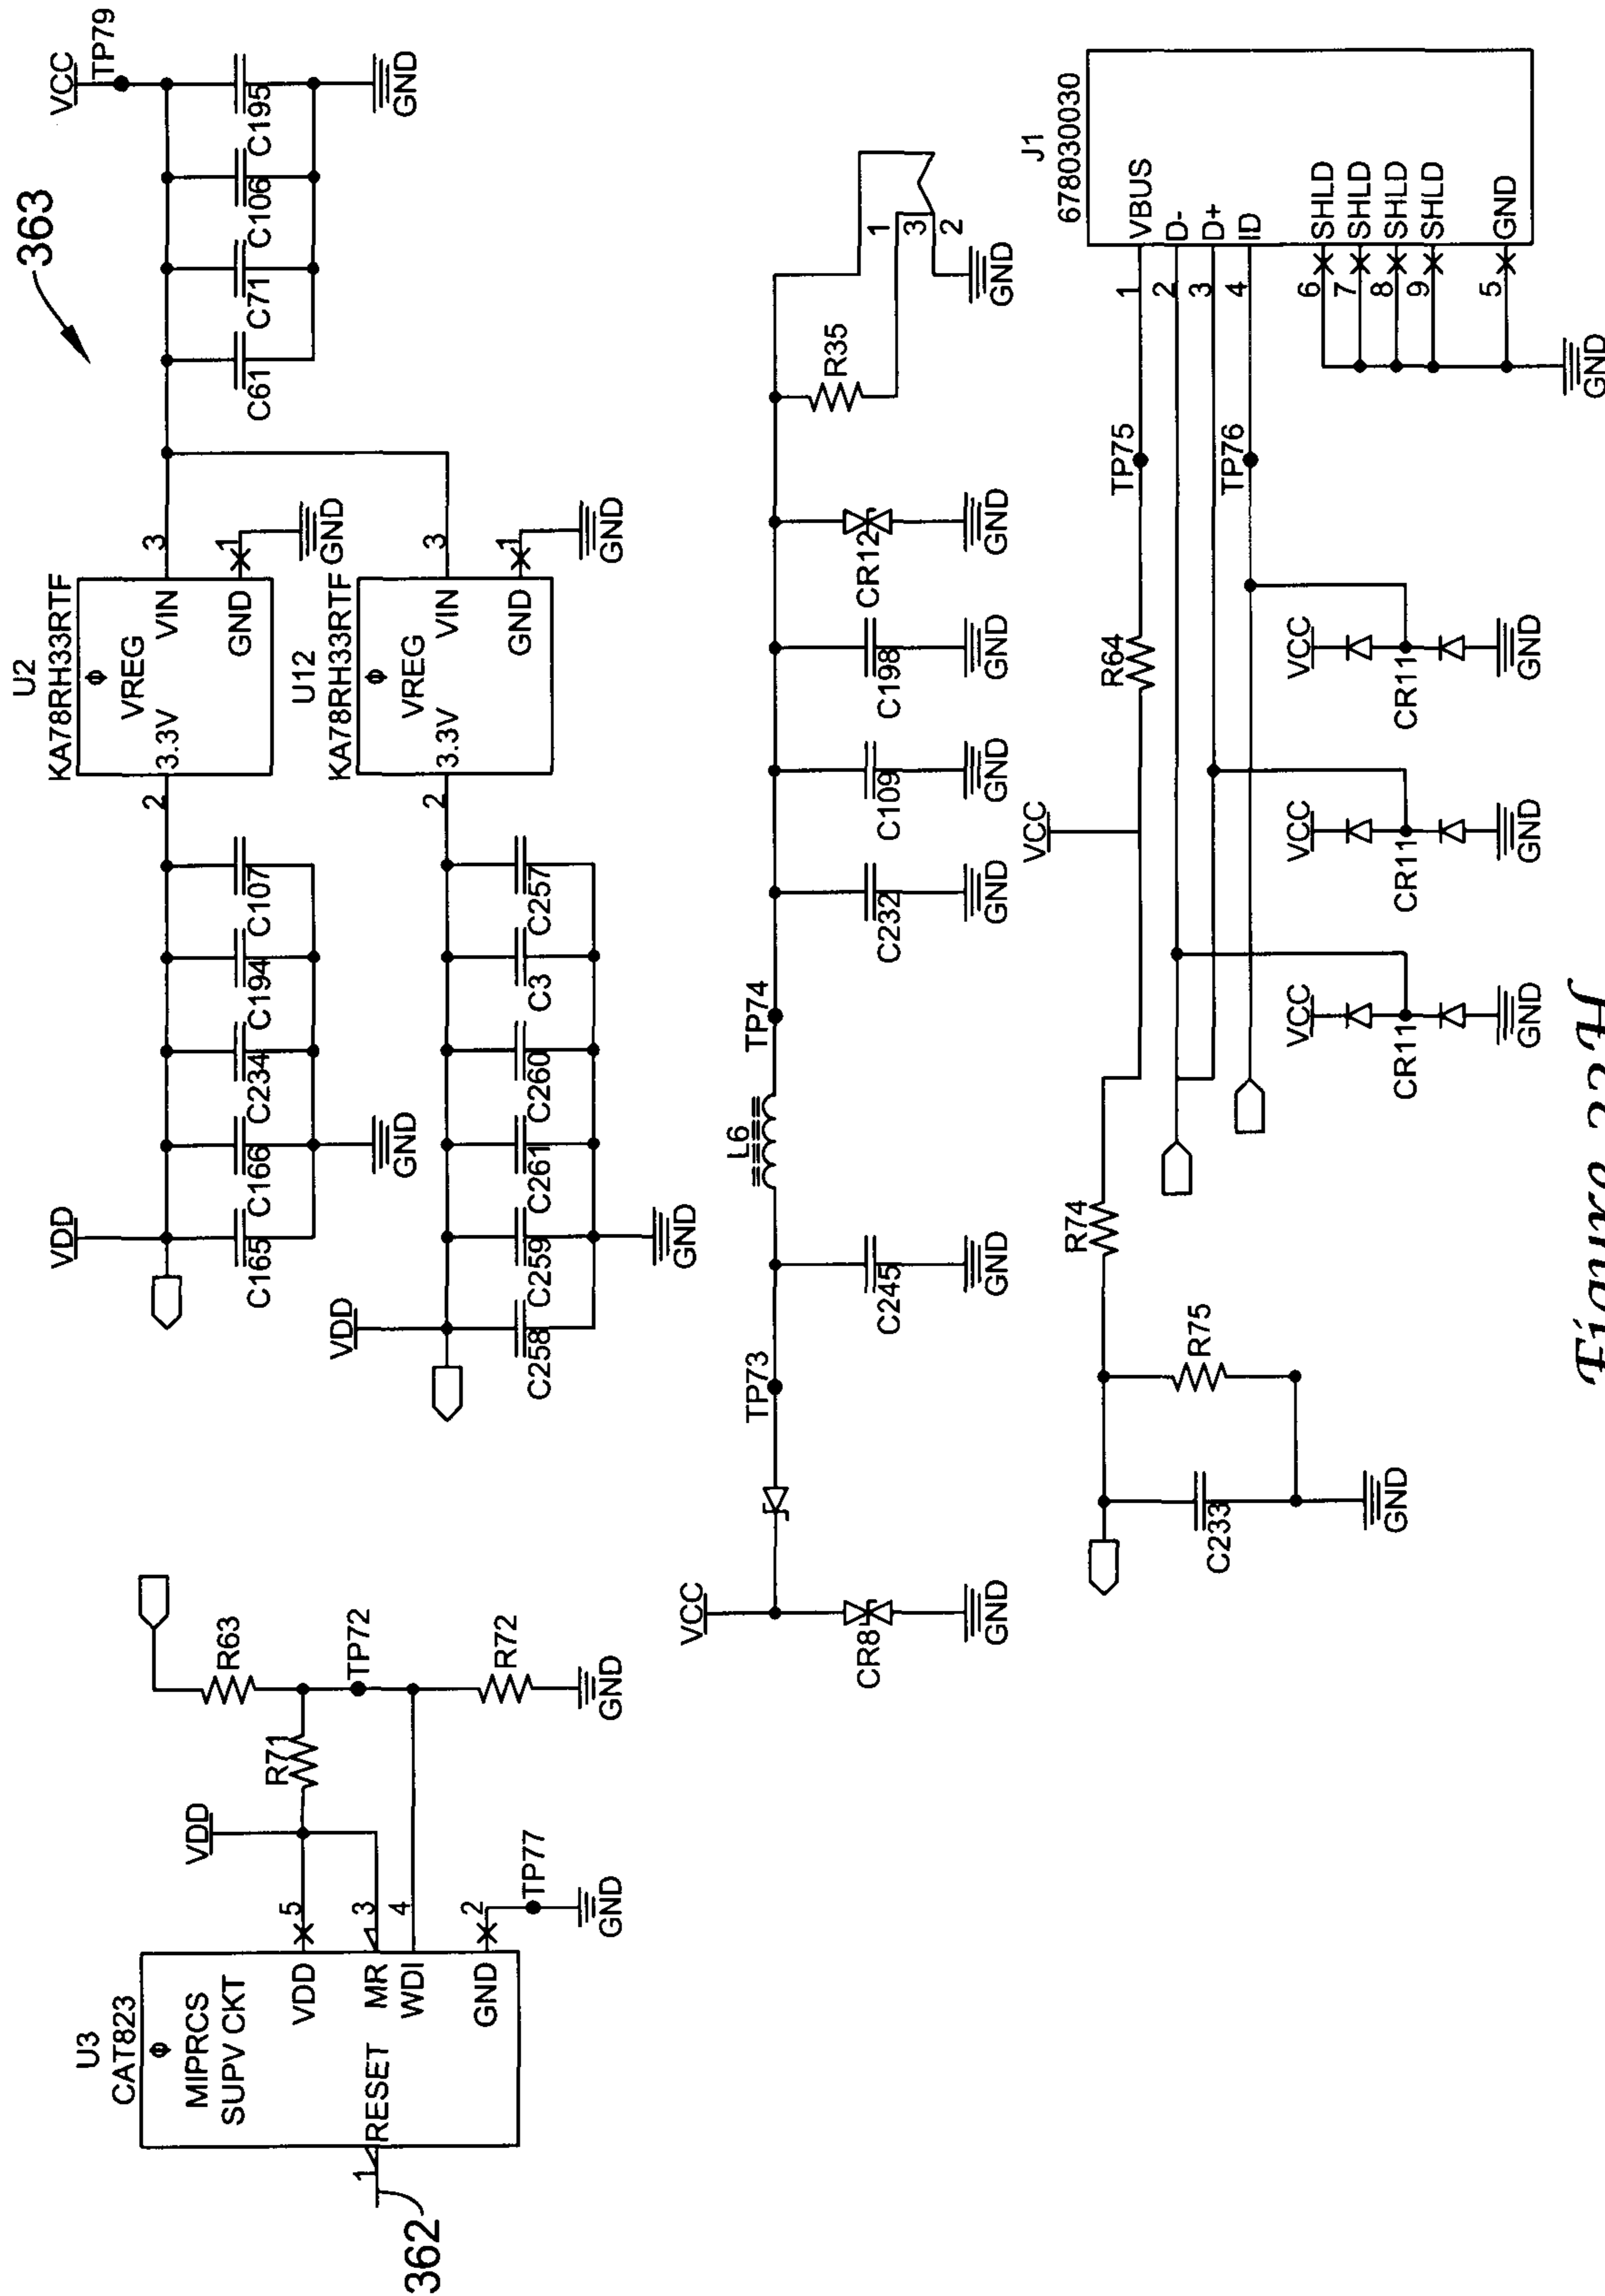 363
VCC
TP79
C61
C71
C106
C195
GND
U2
KA78RH33RTF
Φ
VREG
3.3V
VIN
GND
2
3
1
GND
VDD
C165
C166
C234
C194
C107
GND
U12
KA78RH33RTF
Φ
VREG
3.3V
VIN
GND
2
3
1
GND
VDD
C258
C259
C261
C260
C3
C257
GND
U3
CAT823
Φ
MIPRCS
SUPV CKT
VDD
MR
WDI
GND
RESET
5
3
4
2
1
362
VDD
R71
R63
TP72
R72
GND
TP77
GND
VCC
CR8
GND
TP73
C245
GND
L6
TP74
C232
GND
C109
GND
C198
GND
CR12
GND
R35
1
3
2
GND
C233
GND
R75
R74
VCC
R64
TP75
TP76
VCC
CR11
GND
VCC
CR11
GND
VCC
CR11
GND
J1
678030030
1
VBUS
2
D-
3
D+
4
ID
6
SHLD
7
SHLD
8
SHLD
9
SHLD
5
GND
GND
Figure